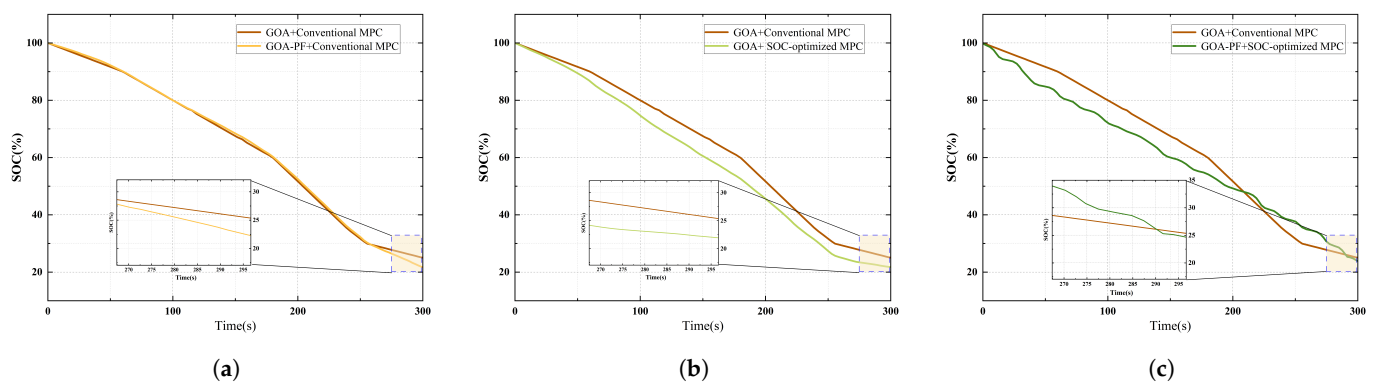 GOA+Conventional MPC
GOA-PF+Conventional MPC
SOC(%)
100
80
60
40
20
0
100
200
300
Time(s)
SOC(%)
30
25
20
270
275
280
285
290
295
Time(s)
(a)
GOA+Conventional MPC
GOA+ SOC-optimized MPC
SOC(%)
100
80
60
40
20
0
100
200
300
Time(s)
SOC(%)
30
25
20
270
275
280
285
290
295
Time(s)
(b)
GOA+Conventional MPC
GOA-PF+SOC-optimized MPC
SOC(%)
100
80
60
40
20
0
100
200
300
Time(s)
SOC(%)
35
30
25
20
270
275
280
285
290
295
Time(s)
(c)